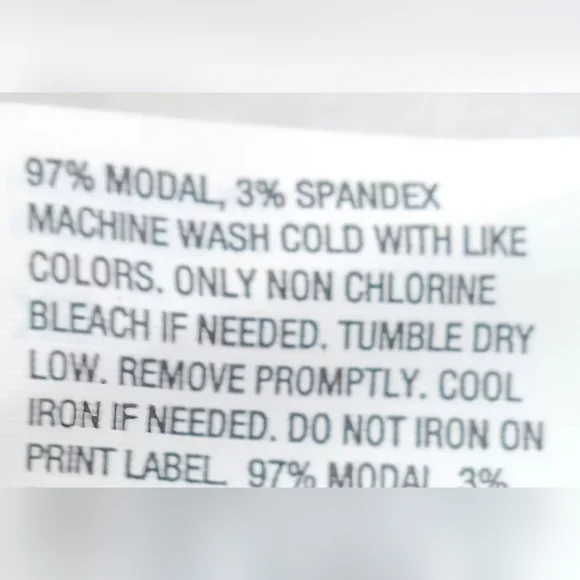 97% MODAL, 3% SPANDEX
MACHINE WASH COLD WITH LIKE
COLORS. ONLY NON CHLORINE
BLEACH IF NEEDED. TUMBLE DRY
LOW. REMOVE PROMPTLY. COOL
IRON IF NEEDED. DO NOT IRON ON
PRINT LABEL. 97% MODAL, 3%